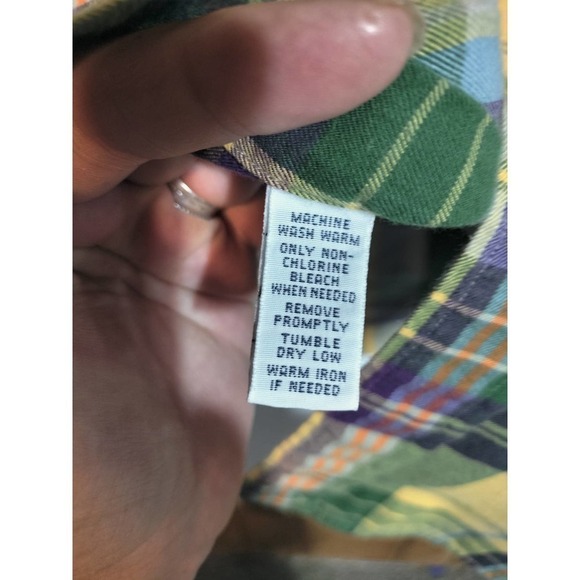 MACHINE
WASH WARM
ONLY NON-
CHLORINE
BLEACH
WHEN NEEDED
REMOVE
PROMPTLY
TUMBLE
DRY LOW
WARM IRON
IF NEEDED